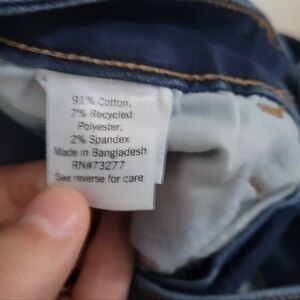 91% Cotton,
7% Recycled
Polyester,
2% Spandex
Made in Bangladesh
RN#73277
See reverse for care